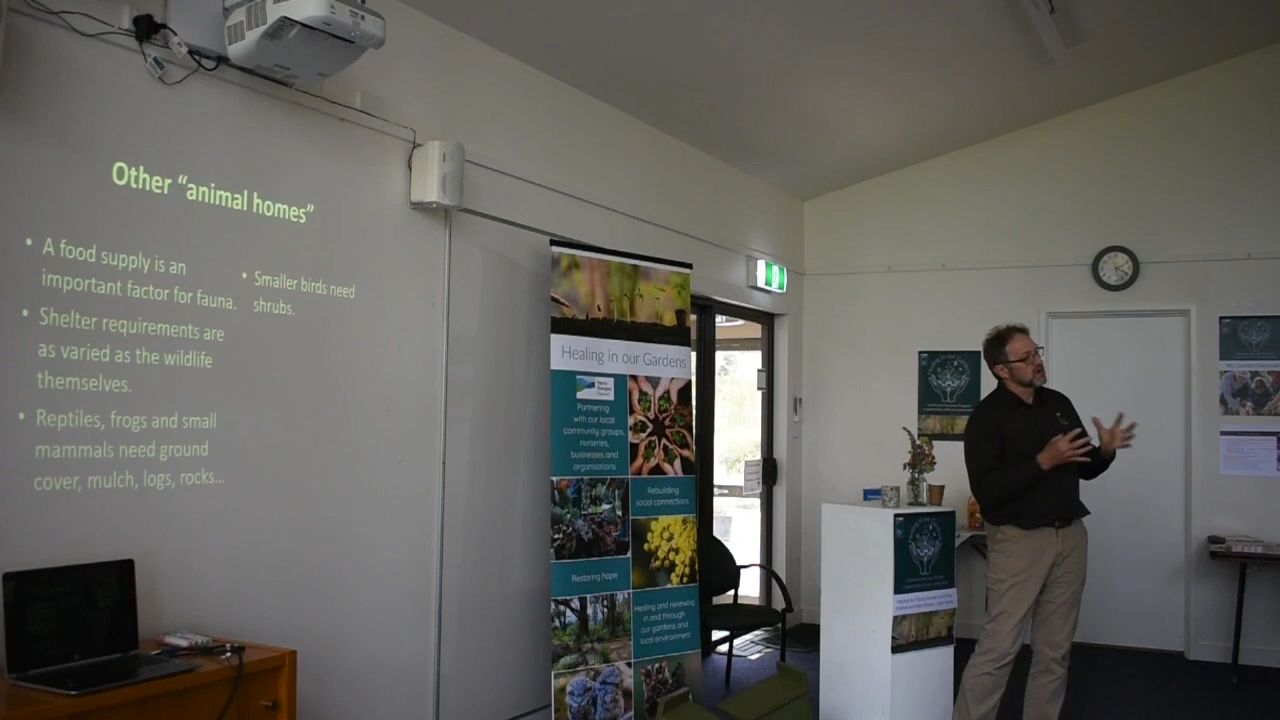 Other “animal homes”
• A food supply is an
important factor for fauna.
• Shelter requirements are
as varied as the wildlife
themselves.
• Reptiles, frogs and small
mammals need ground
cover, mulch, logs, rocks...
• Smaller birds need
shrubs.
Healing in our Gardens
Partnering
with our local
community groups,
nurseries,
businesses and
organisations
Rebuilding
social connections
Restoring hope
Healing and renewing
in and through
our gardens and
local environment